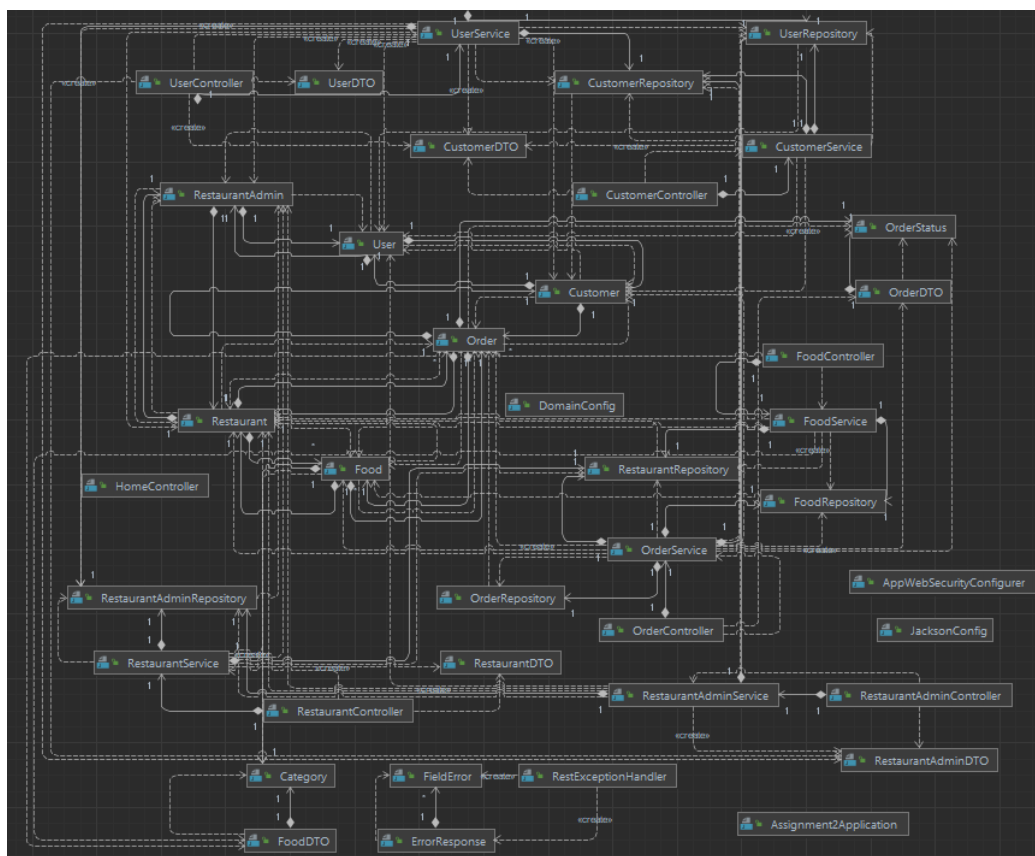 UserService
UserRepository
UserController
UserDTO
CustomerRepository
CustomerDTO
CustomerService
RestaurantAdmin
CustomerController
User
OrderStatus
Customer
OrderDTO
Order
FoodController
DomainConfig
Restaurant
FoodService
Food
RestaurantRepository
HomeController
FoodRepository
OrderService
AppWebSecurityConfigurer
RestaurantAdminRepository
OrderRepository
OrderController
JacksonConfig
RestaurantService
RestaurantDTO
RestaurantAdminService
RestaurantAdminController
RestaurantController
«create»
RestaurantAdminDTO
Category
FieldError
RestExceptionHandler
«create»
Assignment2Application
FoodDTO
ErrorResponse